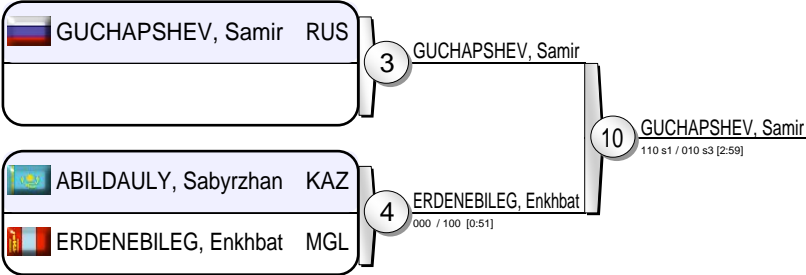 GUCHAPSHEV, Samir RUS
3
GUCHAPSHEV, Samir
10
GUCHAPSHEV, Samir
110 s1 / 010 s3 [2:59]
ABILDAULY, Sabyrzhan KAZ
ERDENEBILEG, Enkhbat MGL
4
ERDENEBILEG, Enkhbat
000 / 100 [0:51]